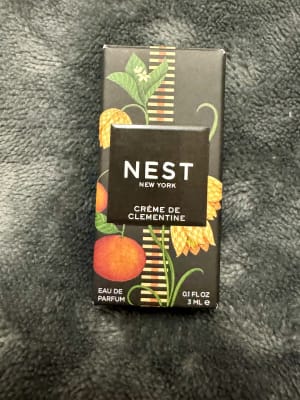 NEST
NEW YORK
CRÈME DE
CLEMENTINE
EAU DE
PARFUM
0.1 FL OZ
3 ML e